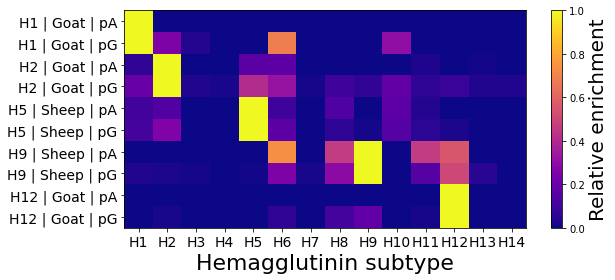 H1 | Goat | pA
H1 | Goat | pG
H2 | Goat | pA
H2 | Goat | pG
H5 | Sheep | pA
H5 | Sheep | pG
H9 | Sheep | pA
H9 | Sheep | pG
H12 | Goat | pA
H12 | Goat | pG
H1 H2 H3 H4 H5 H6 H7 H8 H9 H10 H11 H12 H13 H14
Hemagglutinin subtype
1.0
0.8
0.6
0.4
0.2
0.0
Relative enrichment